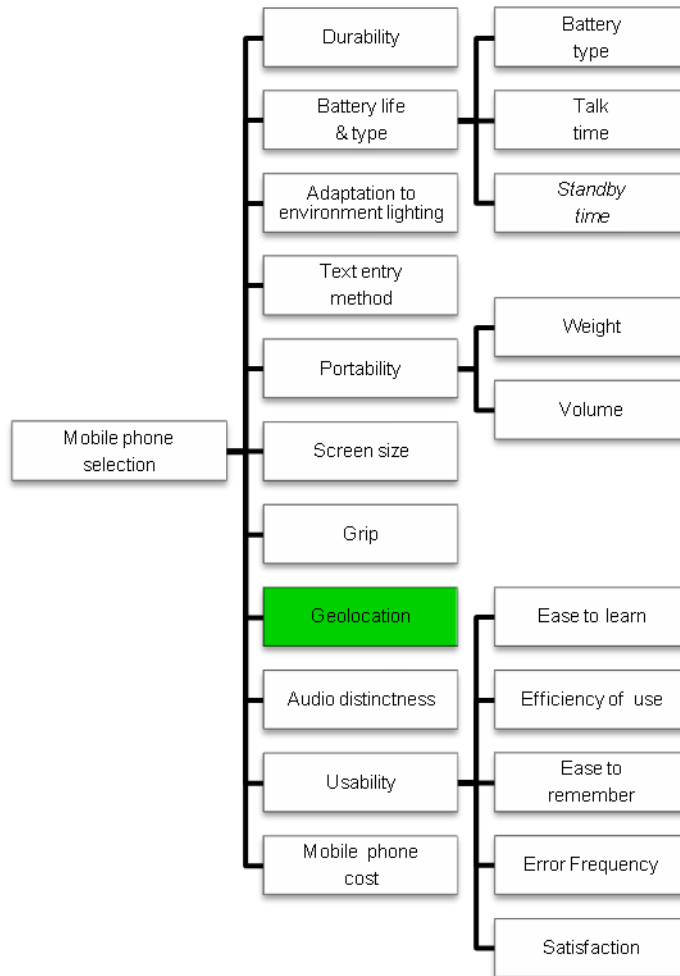 Durability
Battery
type
Battery life
& type
Talk
time
Adaptation to
environment lighting
Standby
time
Text entry
method
Portability
Weight
Volume
Mobile phone
selection
Screen size
Grip
Geolocation
Ease to learn
Audio distinctness
Efficiency of use
Usability
Ease to
remember
Mobile phone
cost
Error Frequency
Satisfaction